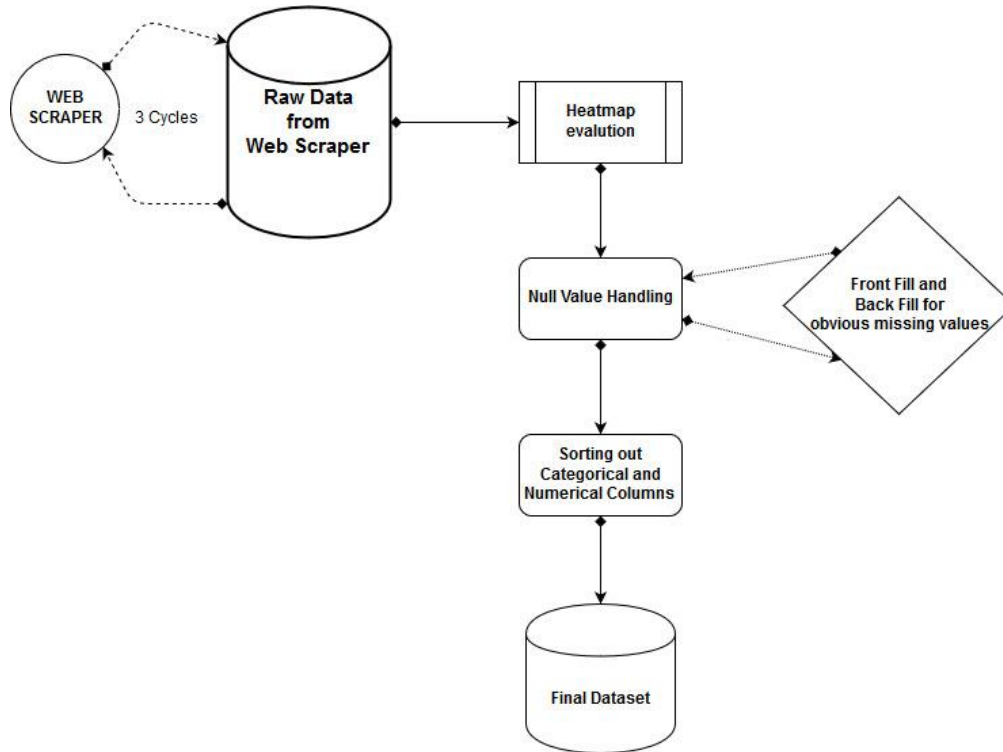 WEB
SCRAPER
3 Cycles
Raw Data
from
Web Scraper
Heatmap
evalution
Null Value Handling
Front Fill and
Back Fill for
obvious missing values
Sorting out
Categorical and
Numerical Columns
Final Dataset